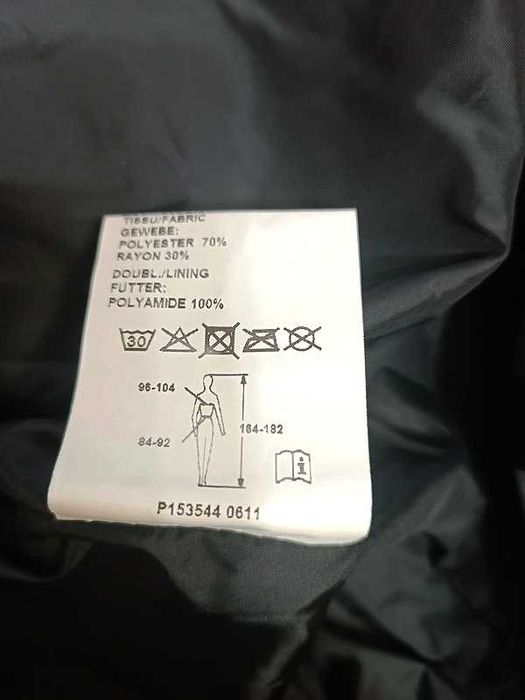 TISSU/FABRIC
GEWEBE:
POLYESTER 70%
RAYON 30%
DOUBL./LINING
FUTTER:
POLYAMIDE 100%
30
96-104
164-182
84-92
i
P153544 0611